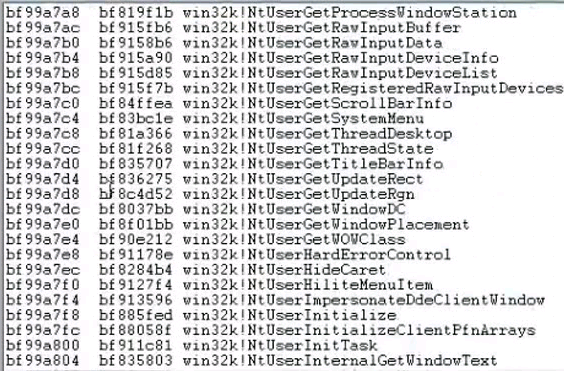 bf99a7a8 bf819f1b win32k!NtUserGetProcessWindowStation
bf99a7ac bf915fb6 win32k!NtUserGetRawInputBuffer
bf99a7b0 bf9158b6 win32k!NtUserGetRawInputData
bf99a7b4 bf915a90 win32k!NtUserGetRawInputDeviceInfo
bf99a7b8 bf915d85 win32k!NtUserGetRawInputDeviceList
bf99a7bc bf915f7b win32k!NtUserGetRegisteredRawInputDevices
bf99a7c0 bf84ffea win32k!NtUserGetScrollBarInfo
bf99a7c4 bf83bc1e win32k!NtUserGetSystemMenu
bf99a7c8 bf81a366 win32k!NtUserGetThreadDesktop
bf99a7cc bf81f268 win32k!NtUserGetThreadState
bf99a7d0 bf835707 win32k!NtUserGetTitleBarInfo
bf99a7d4 bf836275 win32k!NtUserGetUpdateRect
bf99a7d8 bf8c4d52 win32k!NtUserGetUpdateRgn
bf99a7dc bf8037bb win32k!NtUserGetWindowDC
bf99a7e0 bf8f01bb win32k!NtUserGetWindowPlacement
bf99a7e4 bf90e212 win32k!NtUserGetWOWClass
bf99a7e8 bf91178e win32k!NtUserHardErrorControl
bf99a7ec bf8284b4 win32k!NtUserHideCaret
bf99a7f0 bf9127f4 win32k!NtUserHiliteMenuItem
bf99a7f4 bf913596 win32k!NtUserImpersonateDdeClientWindow
bf99a7f8 bf885fed win32k!NtUserInitialize
bf99a7fc bf88058f win32k!NtUserInitializeClientPfnArrays
bf99a800 bf911c81 win32k!NtUserInitTask
bf99a804 bf835803 win32k!NtUserInternalGetWindowText